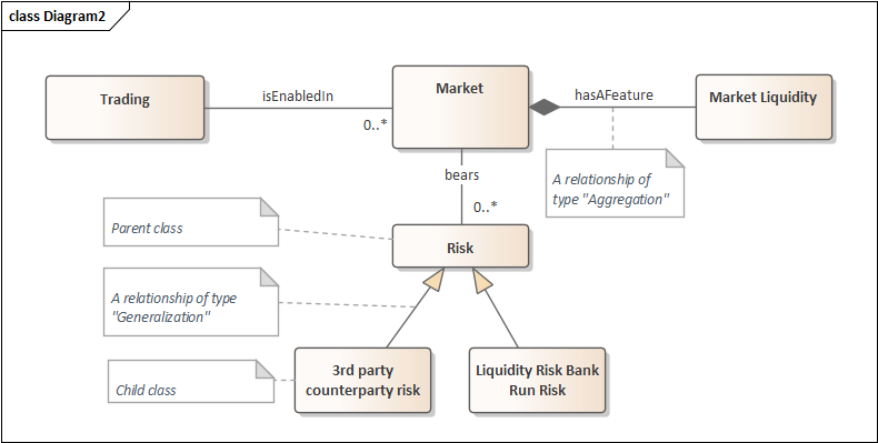 class Diagram2
Trading
isEnabledIn
0..*
Market
hasAFeature
Market Liquidity
A relationship of
type "Aggregation"
bears
0..*
Parent class
Risk
A relationship of type
"Generalization"
Child class
3rd party
counterparty risk
Liquidity Risk Bank
Run Risk